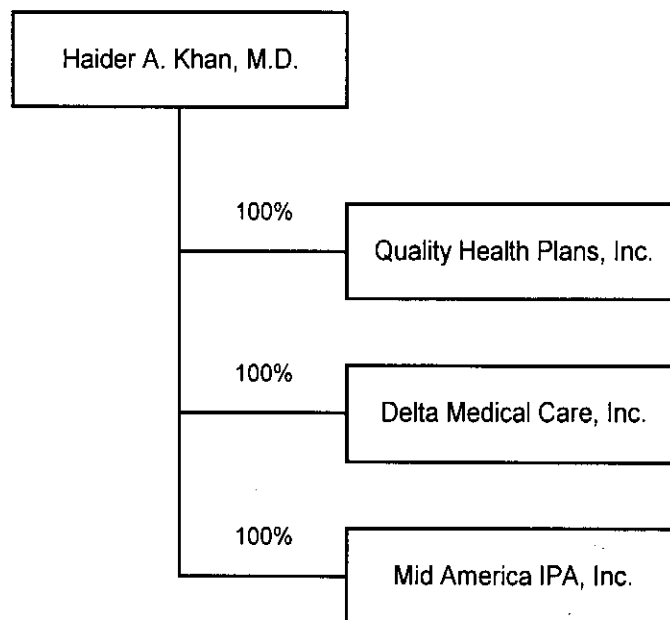 Haider A. Khan, M.D.
100%
Quality Health Plans, Inc.
100%
Delta Medical Care, Inc.
100%
Mid America IPA, Inc.